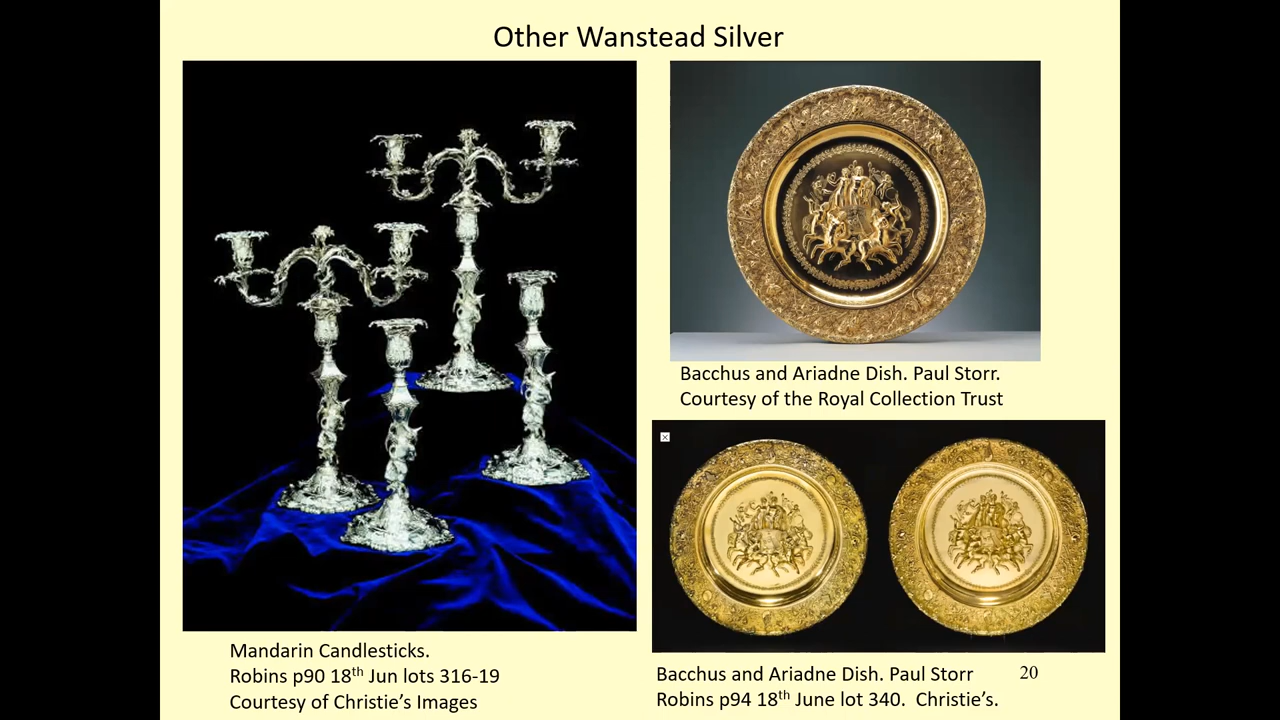 Other Wanstead Silver
Mandarin Candlesticks.
Robins p90 18th Jun lots 316-19
Courtesy of Christie’s Images
Bacchus and Ariadne Dish. Paul Storr.
Courtesy of the Royal Collection Trust
Bacchus and Ariadne Dish. Paul Storr
Robins p94 18th June lot 340.  Christie’s.
20